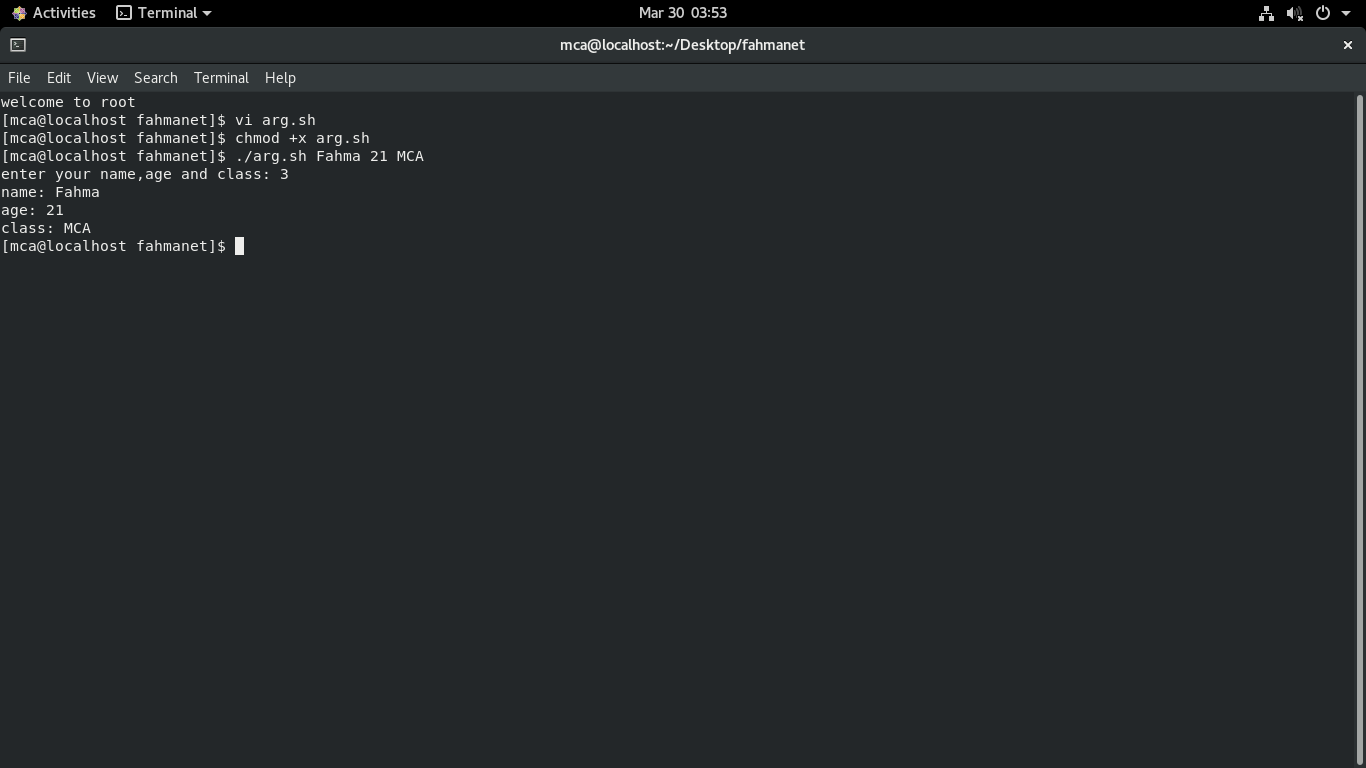 Activities Terminal Mar 30 03:53
mca@localhost:~/Desktop/fahmanet
File Edit View Search Terminal Help
welcome to root
[mca@localhost fahmanet]$ vi arg.sh
[mca@localhost fahmanet]$ chmod +x arg.sh
[mca@localhost fahmanet]$ ./arg.sh Fahma 21 MCA
enter your name,age and class: 3
name: Fahma
age: 21
class: MCA
[mca@localhost fahmanet]$